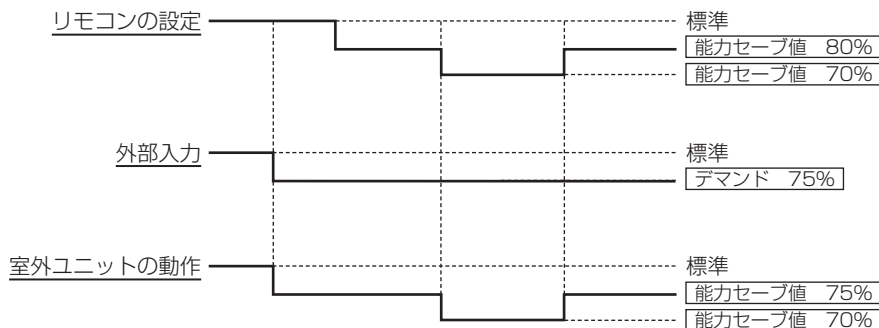 リモコンの設定
標準
能力セーブ値 80%
能力セーブ値 70%
外部入力
標準
デマンド 75%
室外ユニットの動作
標準
能力セーブ値 75%
能力セーブ値 70%